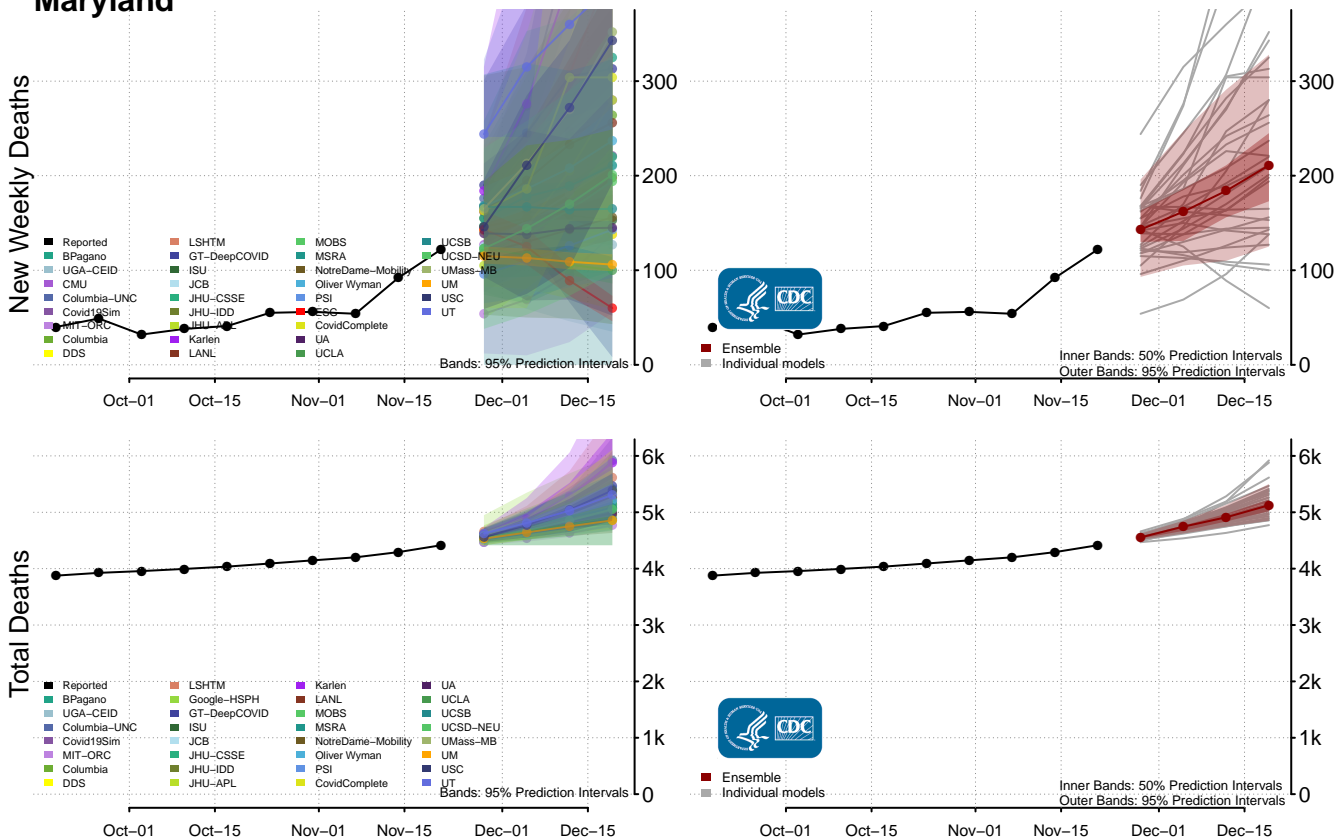 Maryland
New Weekly Deaths
300
200
100
0
Reported
BPagano
UGA−CEID
CMU
Columbia−UNC
Covid19Sim
MIT−ORC
Columbia
DDS
LSHTM
GT−DeepCOVID
ISU
JCB
JHU−CSSE
JHU−IDD
JHU−APL
Karlen
LANL
MOBS
MSRA
NotreDame−Mobility
Oliver Wyman
PSI
ESG
CovidComplete
UA
UCLA
UCSB
UCSD−NEU
UMass−MB
UM
USC
UT
Bands: 95% Prediction Intervals
Oct−01 Oct−15 Nov−01 Nov−15 Dec−01 Dec−15
300
200
100
0
CDC
Ensemble
Individual models
Inner Bands: 50% Prediction Intervals
Outer Bands: 95% Prediction Intervals
Oct−01 Oct−15 Nov−01 Nov−15 Dec−01 Dec−15
Total Deaths
6k
5k
4k
3k
2k
1k
0
Reported
BPagano
UGA−CEID
Columbia−UNC
Covid19Sim
MIT−ORC
Columbia
DDS
LSHTM
Google−HSPH
GT−DeepCOVID
ISU
JCB
JHU−CSSE
JHU−IDD
JHU−APL
Karlen
LANL
MOBS
MSRA
NotreDame−Mobility
Oliver Wyman
PSI
CovidComplete
UA
UCLA
UCSB
UCSD−NEU
UMass−MB
UM
USC
UT
Bands: 95% Prediction Intervals
Oct−01 Oct−15 Nov−01 Nov−15 Dec−01 Dec−15
6k
5k
4k
3k
2k
1k
0
CDC
Ensemble
Individual models
Inner Bands: 50% Prediction Intervals
Outer Bands: 95% Prediction Intervals
Oct−01 Oct−15 Nov−01 Nov−15 Dec−01 Dec−15